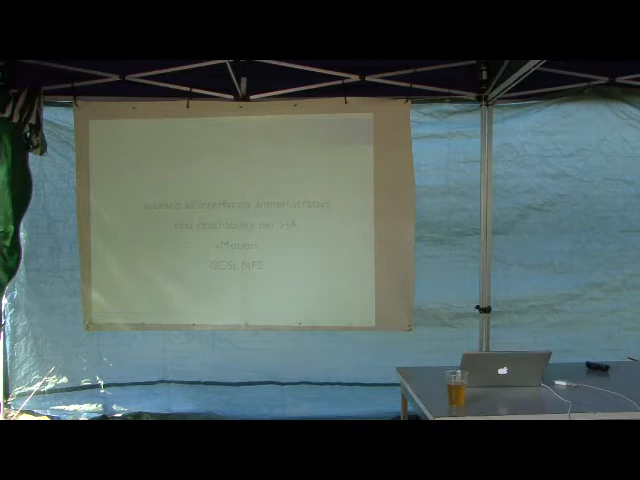 accesso all'interfaccia amministrativa
test reachability per HA
vMotion
iSCSI, NFS